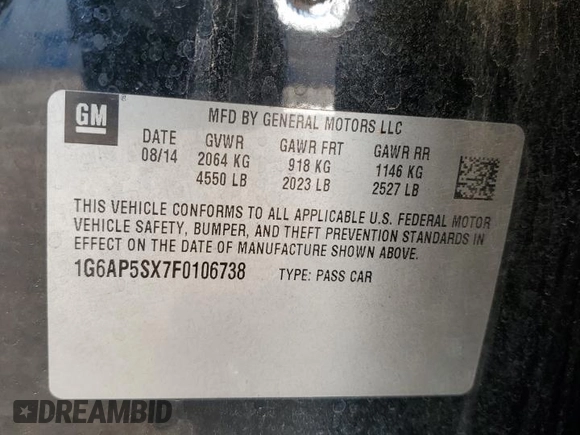 GM
MFD BY GENERAL MOTORS LLC
DATE GVWR GAWR FRT GAWR RR
08/14 2064 KG 918 KG 1146 KG
4550 LB 2023 LB 2527 LB
THIS VEHICLE CONFORMS TO ALL APPLICABLE U.S. FEDERAL MOTOR
VEHICLE SAFETY, BUMPER, AND THEFT PREVENTION STANDARDS IN
EFFECT ON THE DATE OF MANUFACTURE SHOWN ABOVE.
1G6AP5SX7F0106738 TYPE: PASS CAR
DREAMBID